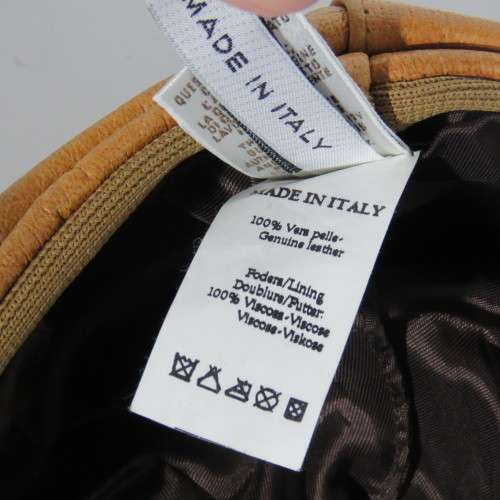 MADE IN ITALY
MADE IN ITALY
100% Vera pelle-
Genuine leather
Fodera/Lining
Doublure/Futter:
100% Viscosa-Viscose
Viscose-Viskose